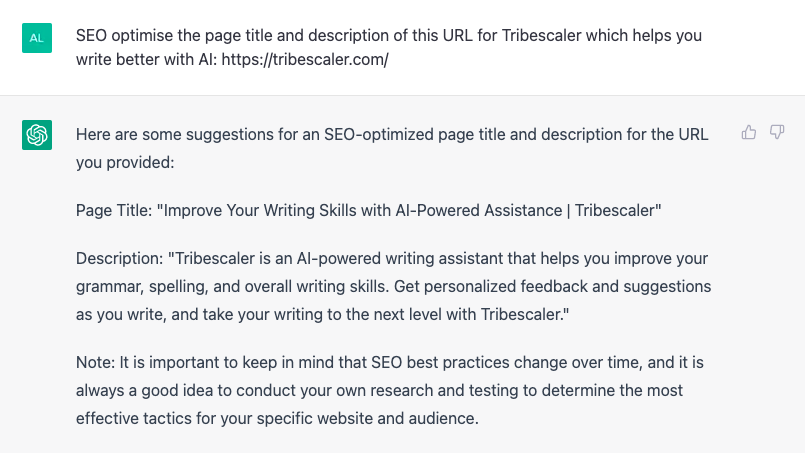 AL
SEO optimise the page title and description of this URL for Tribescaler which helps you
write better with AI: https://tribescaler.com/
Here are some suggestions for an SEO-optimized page title and description for the URL
you provided:
Page Title: "Improve Your Writing Skills with AI-Powered Assistance | Tribescaler"
Description: "Tribescaler is an AI-powered writing assistant that helps you improve your
grammar, spelling, and overall writing skills. Get personalized feedback and suggestions
as you write, and take your writing to the next level with Tribescaler."
Note: It is important to keep in mind that SEO best practices change over time, and it is
always a good idea to conduct your own research and testing to determine the most
effective tactics for your specific website and audience.